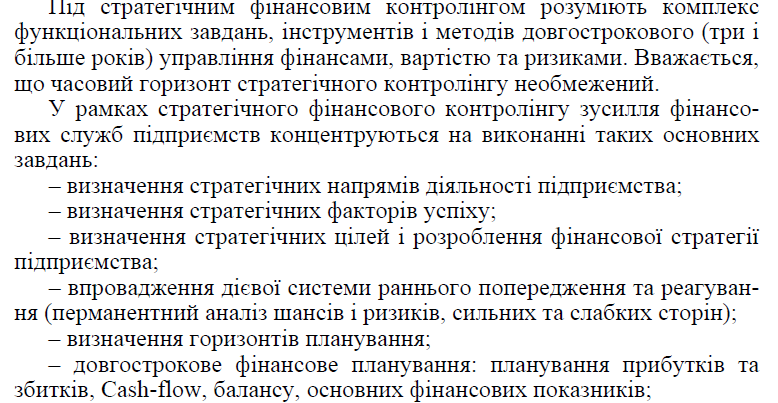 Під стратегічним фінансовим контролінгом розуміють комплекс
функціональних завдань, інструментів і методів довгострокового (три і
більше років) управління фінансами, вартістю та ризиками. Вважається,
що часовий горизонт стратегічного контролінгу необмежений.
У рамках стратегічного фінансового контролінгу зусилля фінансо-
вих служб підприємств концентруються на виконанні таких основних
завдань:
– визначення стратегічних напрямів діяльності підприємства;
– визначення стратегічних факторів успіху;
– визначення стратегічних цілей і розроблення фінансової стратегії
підприємства;
– впровадження дієвої системи раннього попередження та реагуван-
ня (перманентний аналіз шансів і ризиків, сильних та слабких сторін);
– визначення горизонтів планування;
– довгострокове фінансове планування: планування прибутків та
збитків, Cash-flow, балансу, основних фінансових показників;